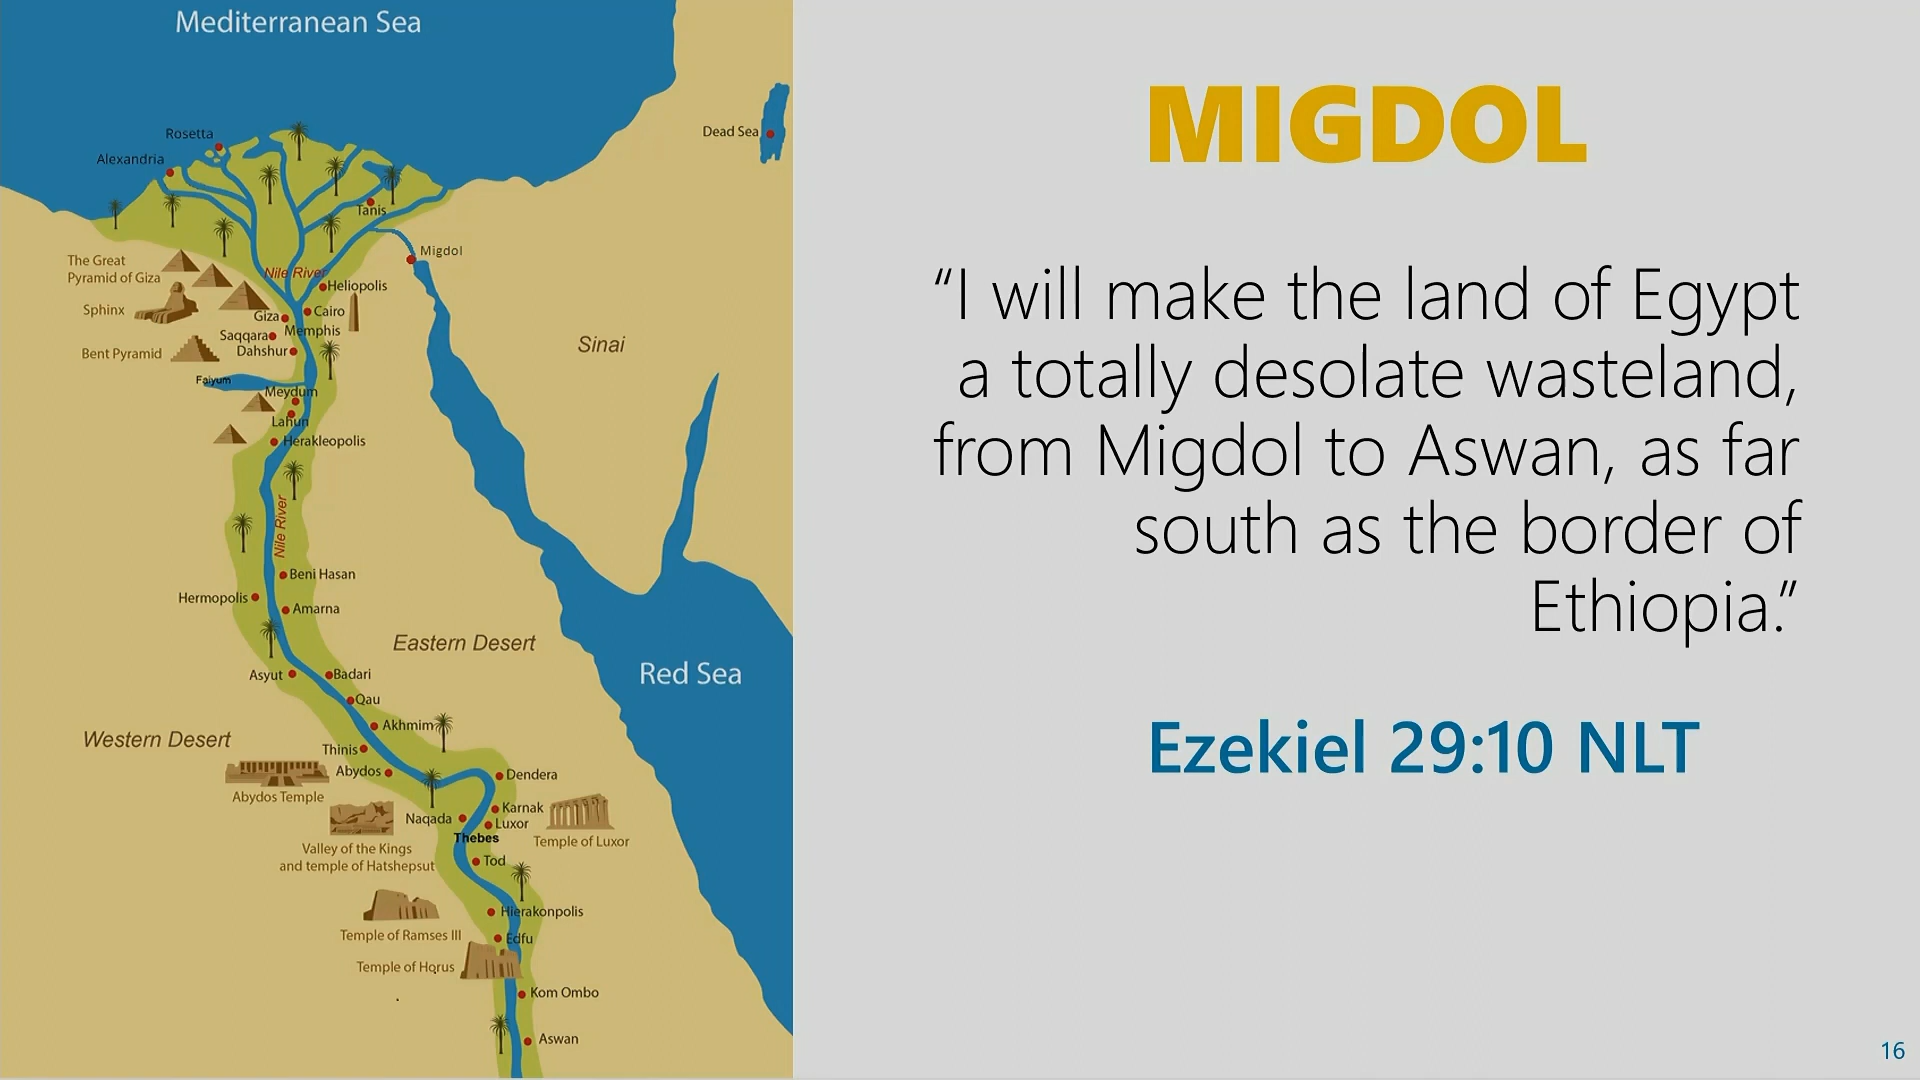 Mediterranean Sea
Rosetta
Alexandria
Dead Sea
Tanis
Migdol
The Great
Pyramid of Giza
Nile River
Heliopolis
Sphinx
Giza
Cairo
Saqqara
Memphis
Sinai
Bent Pyramid
Dahshur
Faiyum
Meydum
Lahun
Herakleopolis
Nile River
Beni Hasan
Hermopolis
Amarna
Eastern Desert
Asyut
Badari
Red Sea
Qau
Akhmim
Western Desert
Thinis
Abydos
Dendera
Abydos Temple
Karnak
Naqada
Luxor
Thebes
Temple of Luxor
Valley of the Kings
and temple of Hatshepsut
Tod
Hierakonpolis
Temple of Ramses III
Edfu
Temple of Horus
Kom Ombo
Aswan
MIGDOL
“I will make the land of Egypt
a totally desolate wasteland,
from Migdol to Aswan, as far
south as the border of
Ethiopia.”
Ezekiel 29:10 NLT
16